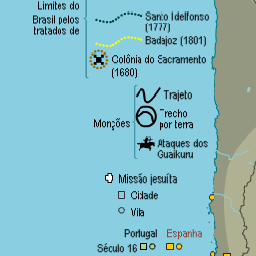 Limites do
Brasil pelos
tratados de
Santo Ildelfonso
(1777)
Badajoz (1801)
Colônia do Sacramento
(1680)
Monções
Trajeto
Trecho
por terra
Ataques dos
Guaikuru
Missão jesuíta
Cidade
Vila
Portugal Espanha
Século 16